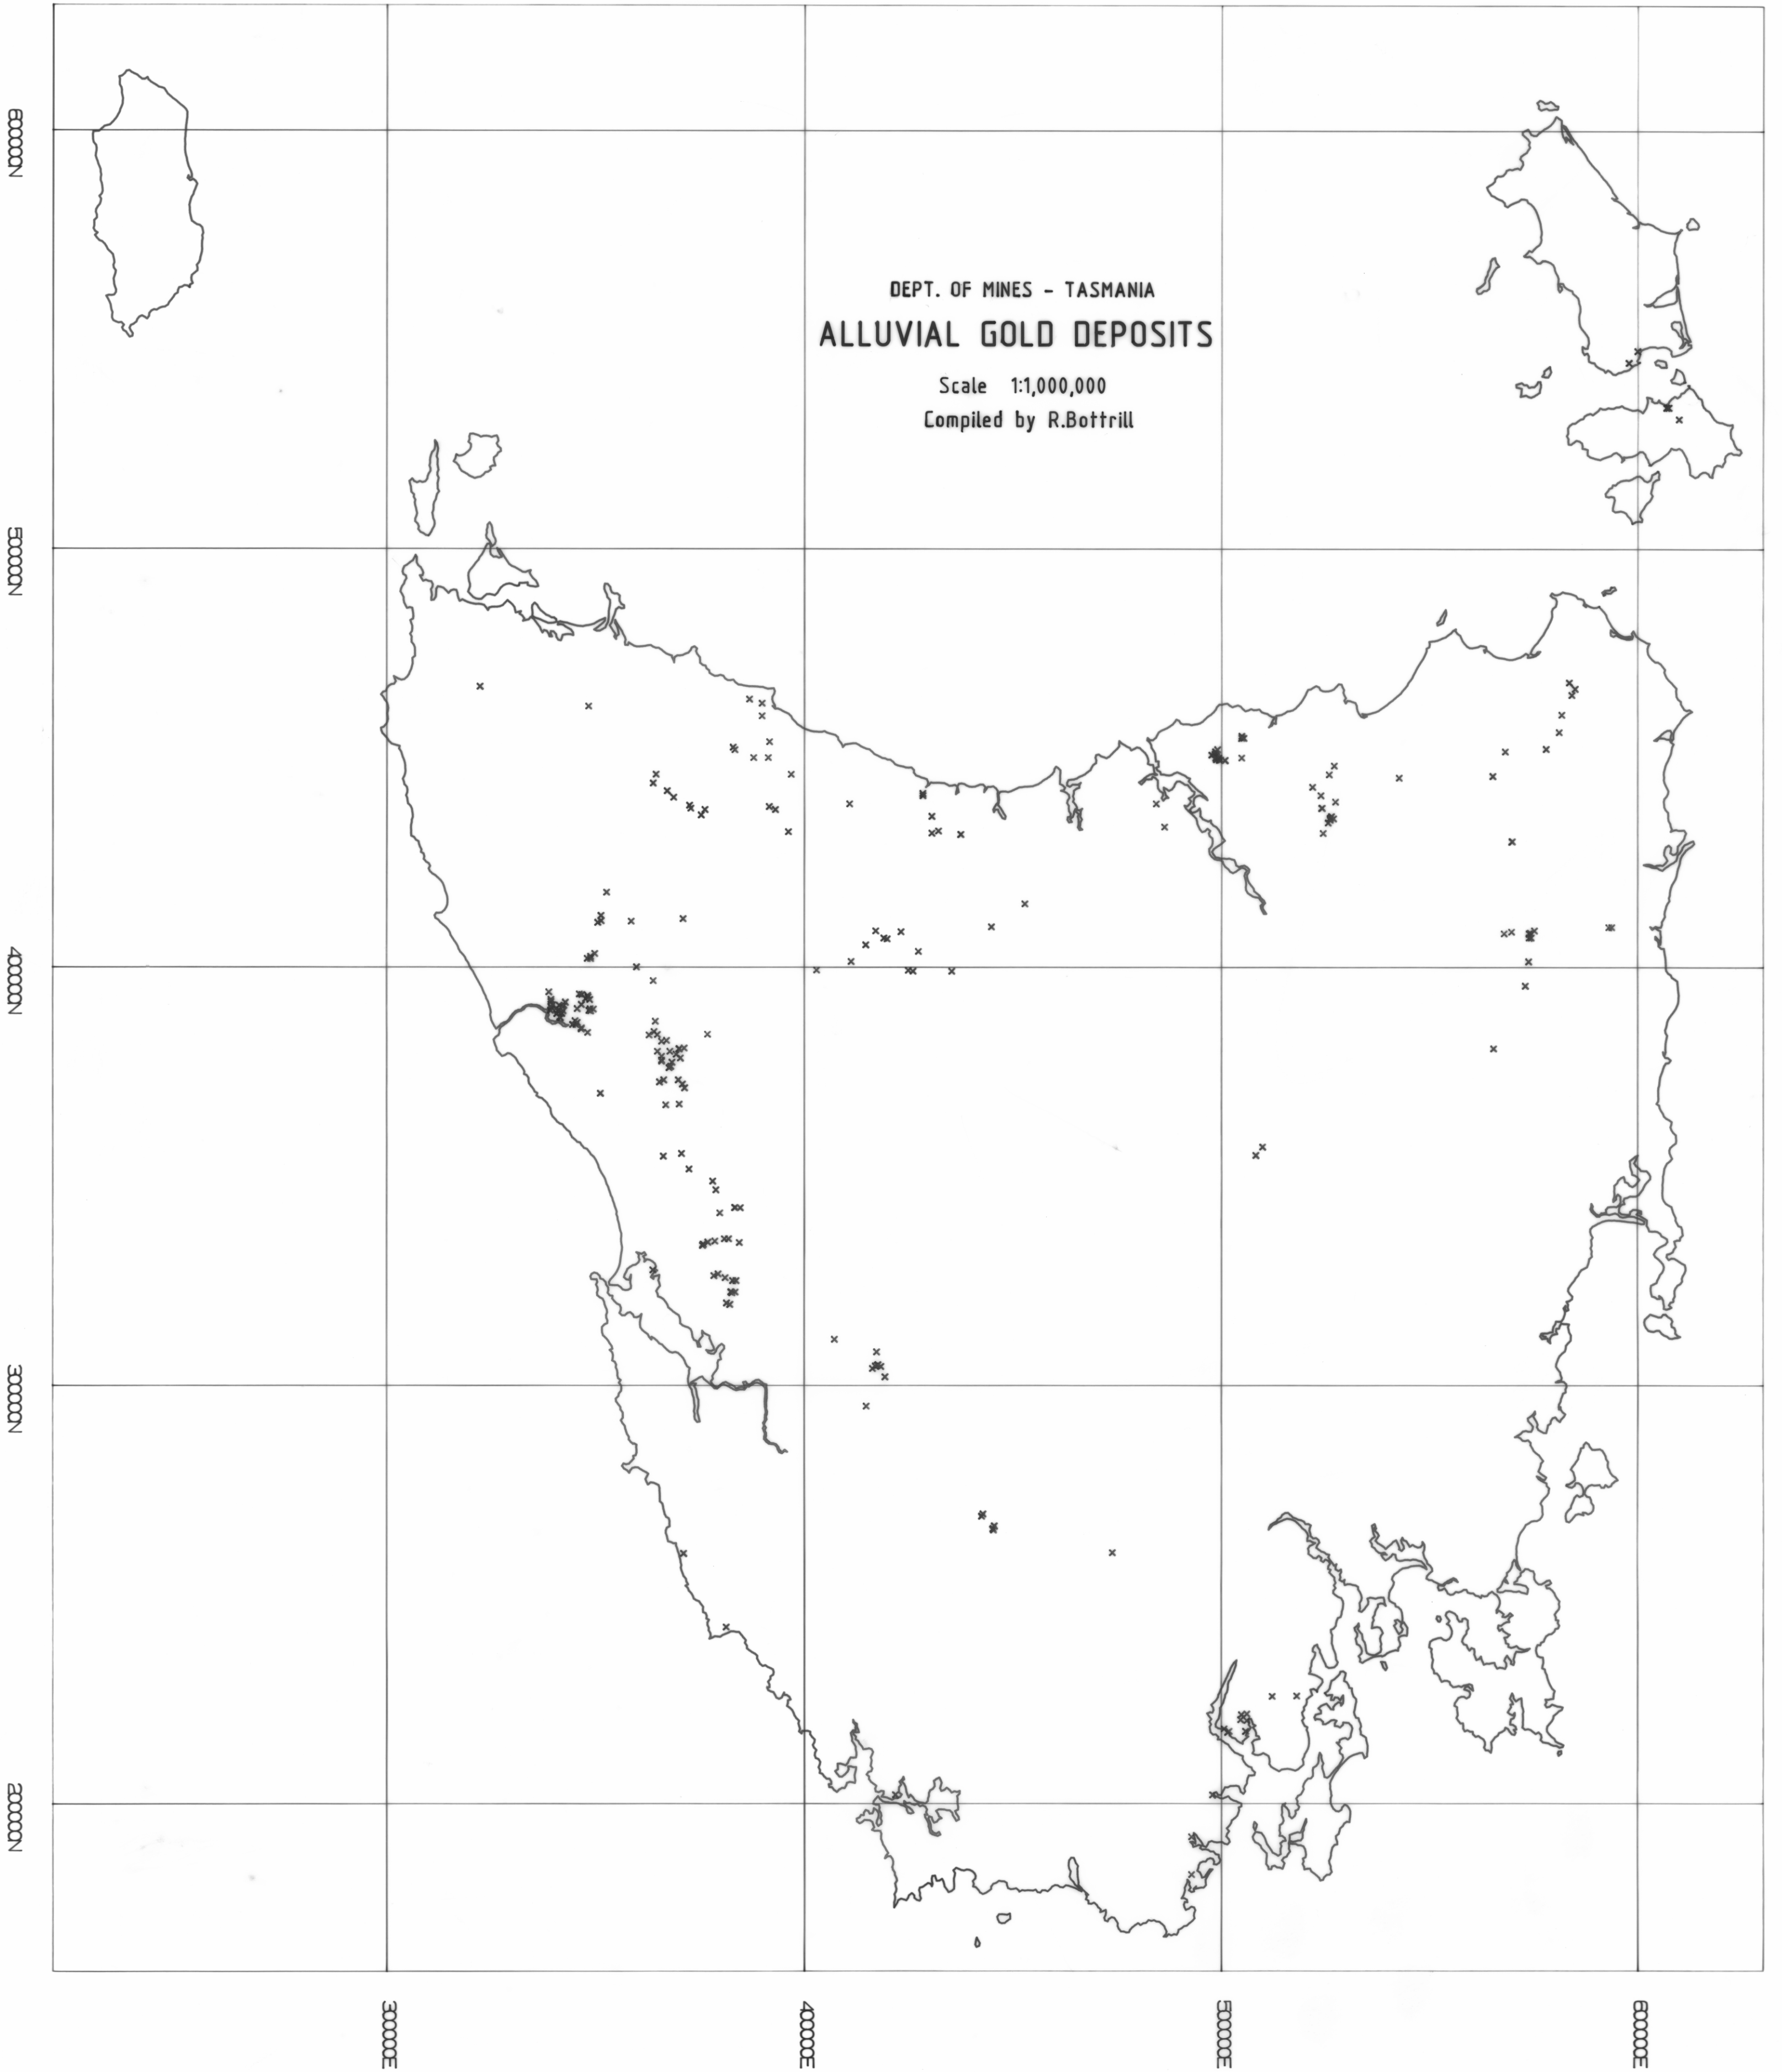 DEPT. OF MINES - TASMANIA
ALLUVIAL GOLD DEPOSITS
Scale 1:1,000,000
Compiled by R.Bottrill
600000N
500000N
400000N
300000N
200000N
300000E
400000E
500000E
600000E